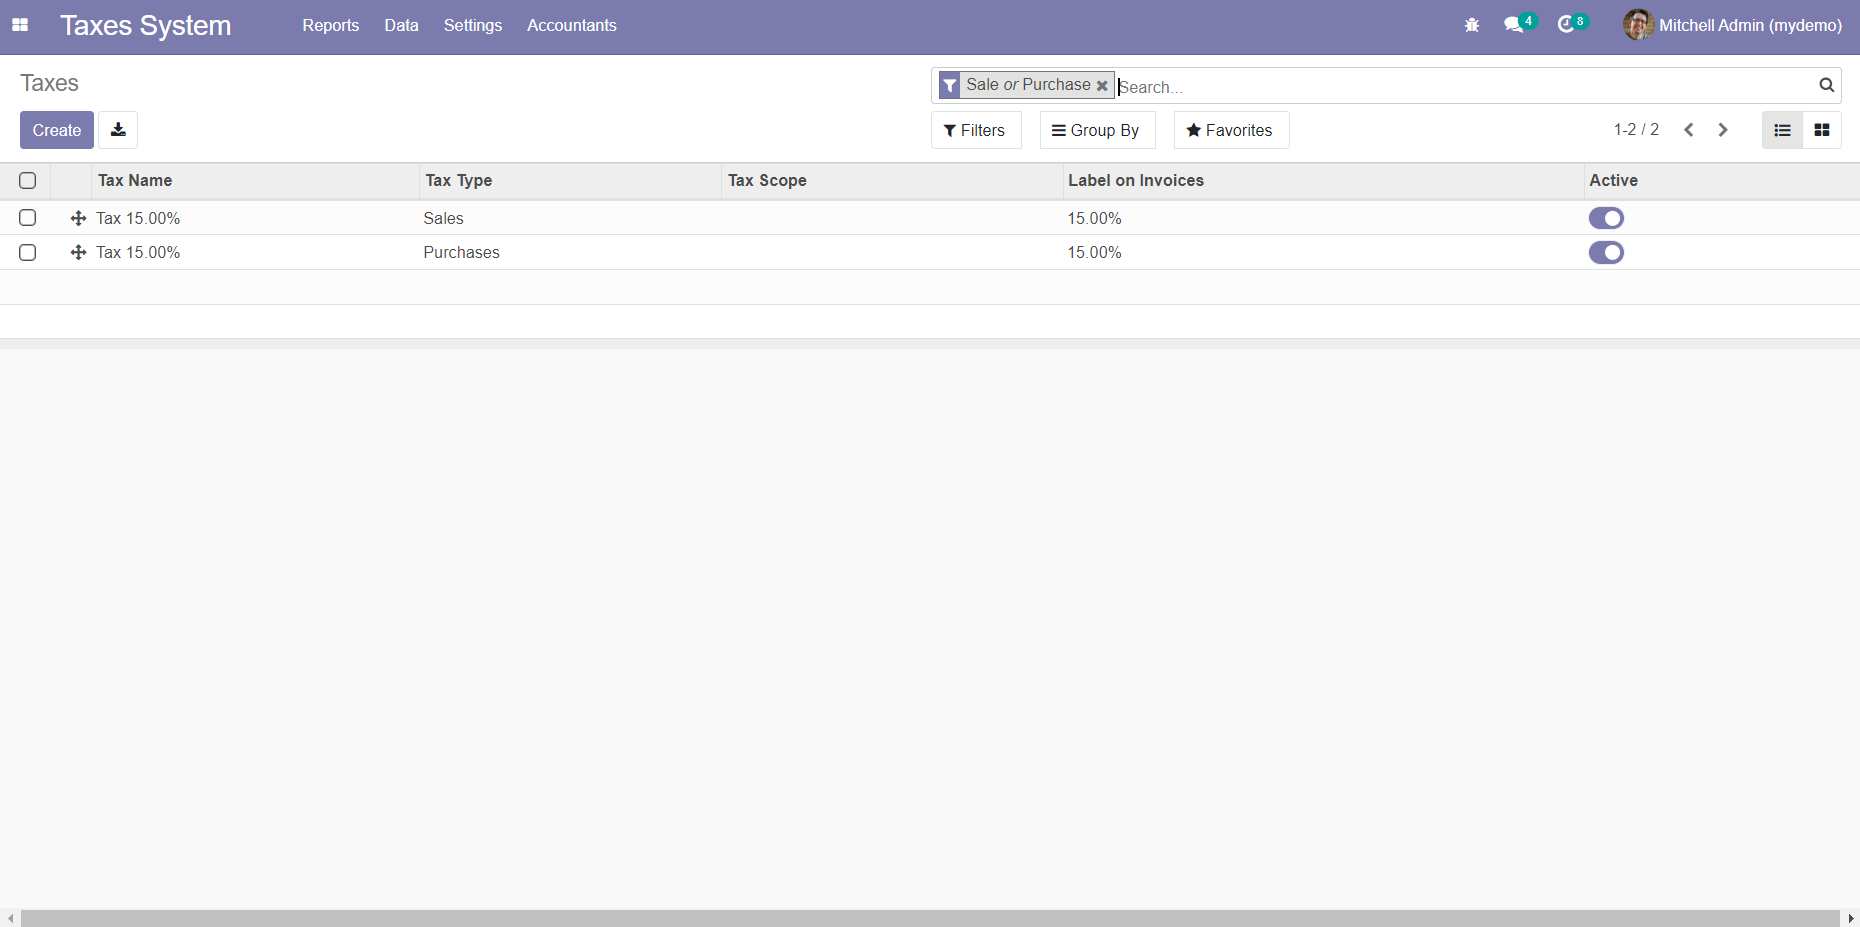 Taxes System Reports Data Settings Accountants 4 8 Mitchell Admin (mydemo)
Taxes Sale or Purchase Search...
Create Filters Group By Favorites 1-2 / 2
Tax Name Tax Type Tax Scope Label on Invoices Active
Tax 15.00% Sales 15.00%
Tax 15.00% Purchases 15.00%